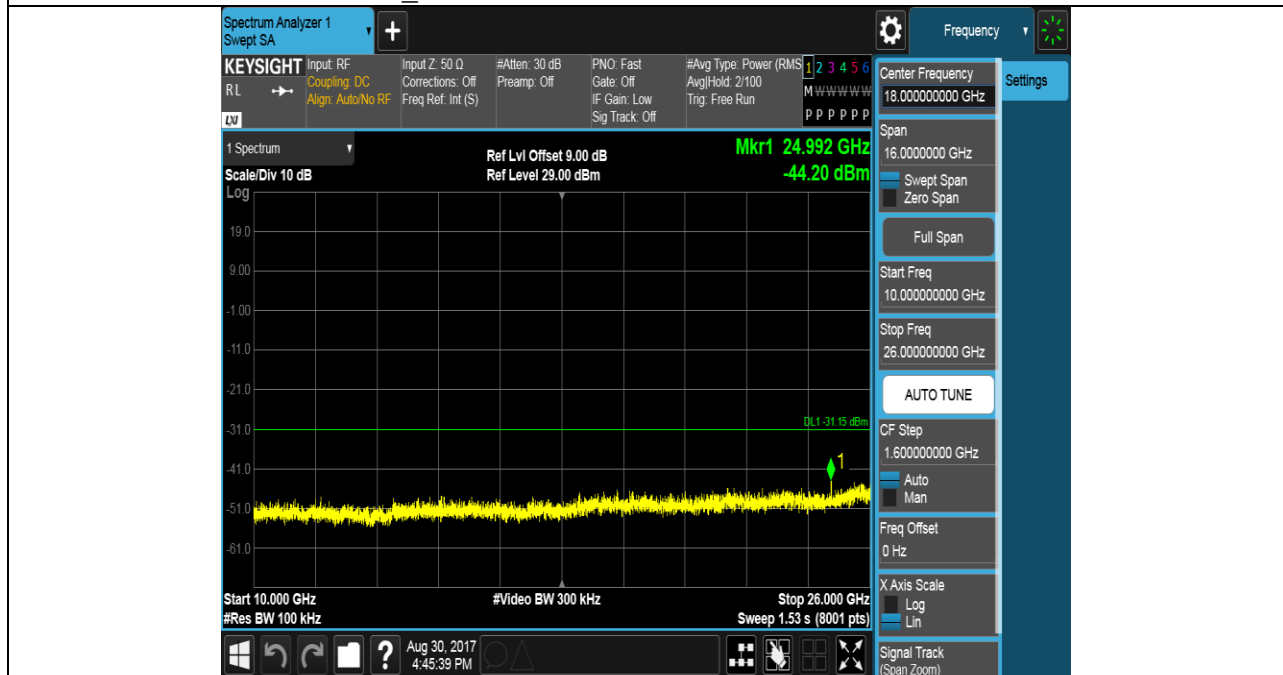 Spectrum Analyzer 1
Swept SA
+
Frequency
KEYSIGHT
RL
LXI
Input: RF
Coupling: DC
Align: Auto/No RF
Input Z: 50 Ω
Corrections: Off
Freq Ref: Int (S)
#Atten: 30 dB
Preamp: Off
PNO: Fast
Gate: Off
IF Gain: Low
Sig Track: Off
#Avg Type: Power (RMS
Avg|Hold: 2/100
Trig: Free Run
1 2 3 4 5 6
M W W W W W
P P P P P P
1 Spectrum
Scale/Div 10 dB
Ref Lvl Offset 9.00 dB
Ref Level 29.00 dBm
Mkr1 24.992 GHz
-44.20 dBm
Log
19.0
9.00
-1.00
-11.0
-21.0
-31.0
-41.0
-51.0
-61.0
DL1 -31.15 dBm
1
Start 10.000 GHz
#Res BW 100 kHz
#Video BW 300 kHz
Stop 26.000 GHz
Sweep 1.53 s (8001 pts)
Center Frequency
18.000000000 GHz
Span
16.0000000 GHz
Swept Span
Zero Span
Full Span
Start Freq
10.000000000 GHz
Stop Freq
26.000000000 GHz
AUTO TUNE
CF Step
1.600000000 GHz
Auto
Man
Freq Offset
0 Hz
X Axis Scale
Log
Lin
Signal Track
(Span Zoom)
Settings
?
Aug 30, 2017
4:45:39 PM